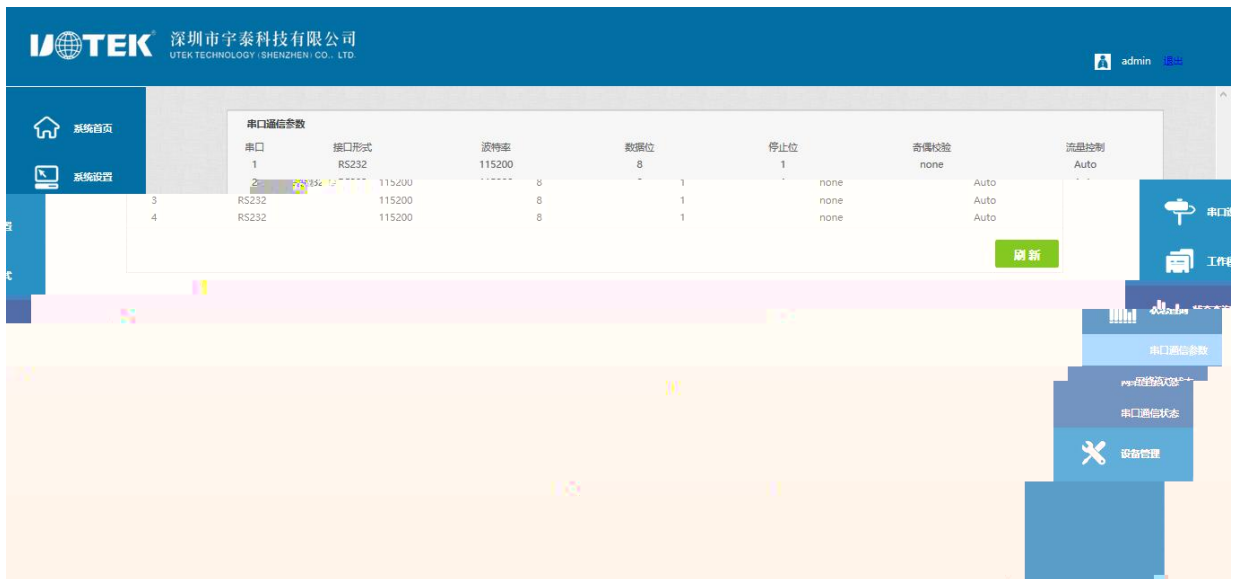 UTEK® 深圳市宇泰科技有限公司
UTEK TECHNOLOGY (SHENZHEN) CO., LTD.
admin 退出
系统首页
系统设置
串口通信参数
串口 接口形式 波特率 数据位 停止位 奇偶校验 流量控制
1 RS232 115200 8 1 none Auto
2 115200 8 1 none Auto
3 RS232 115200 8 1 none Auto
4 RS232 115200 8 1 none Auto
刷新
串口
工作
串口通信参数
串口通信状态
设备管理